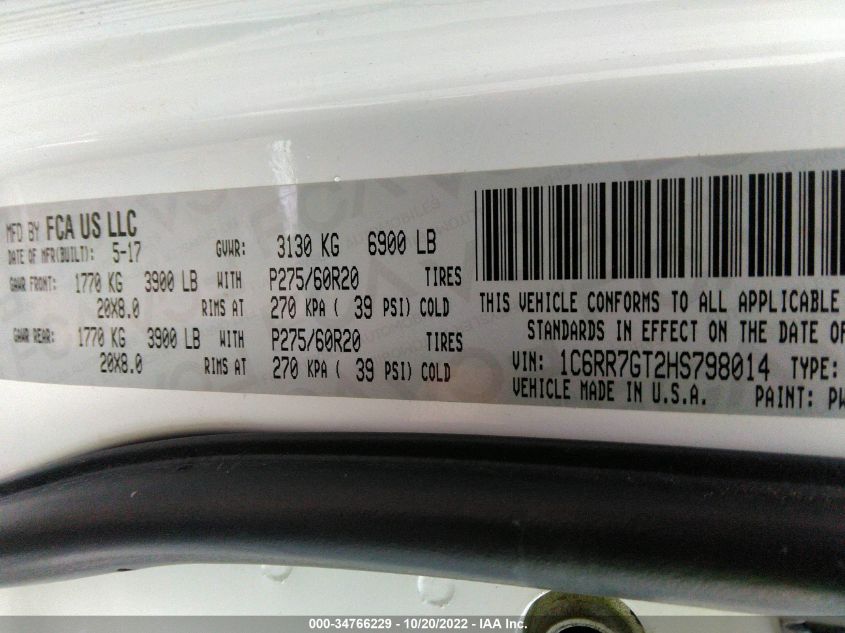 MFD BY FCA US LLC
DATE OF MFR(BUILT): 5-17 GVWR: 3130 KG 6900 LB
GAWR FRONT: 1770 KG 3900 LB WITH P275/60R20 TIRES
20X8.0 RIMS AT 270 KPA ( 39 PSI) COLD
GAWR REAR: 1770 KG 3900 LB WITH P275/60R20 TIRES
20X8.0 RIMS AT 270 KPA ( 39 PSI) COLD
THIS VEHICLE CONFORMS TO ALL APPLICABLE
STANDARDS IN EFFECT ON THE DATE OF
VIN: 1C6RR7GT2HS798014 TYPE:
VEHICLE MADE IN U.S.A. PAINT: PW
000-34766229 - 10/20/2022 - IAA Inc.